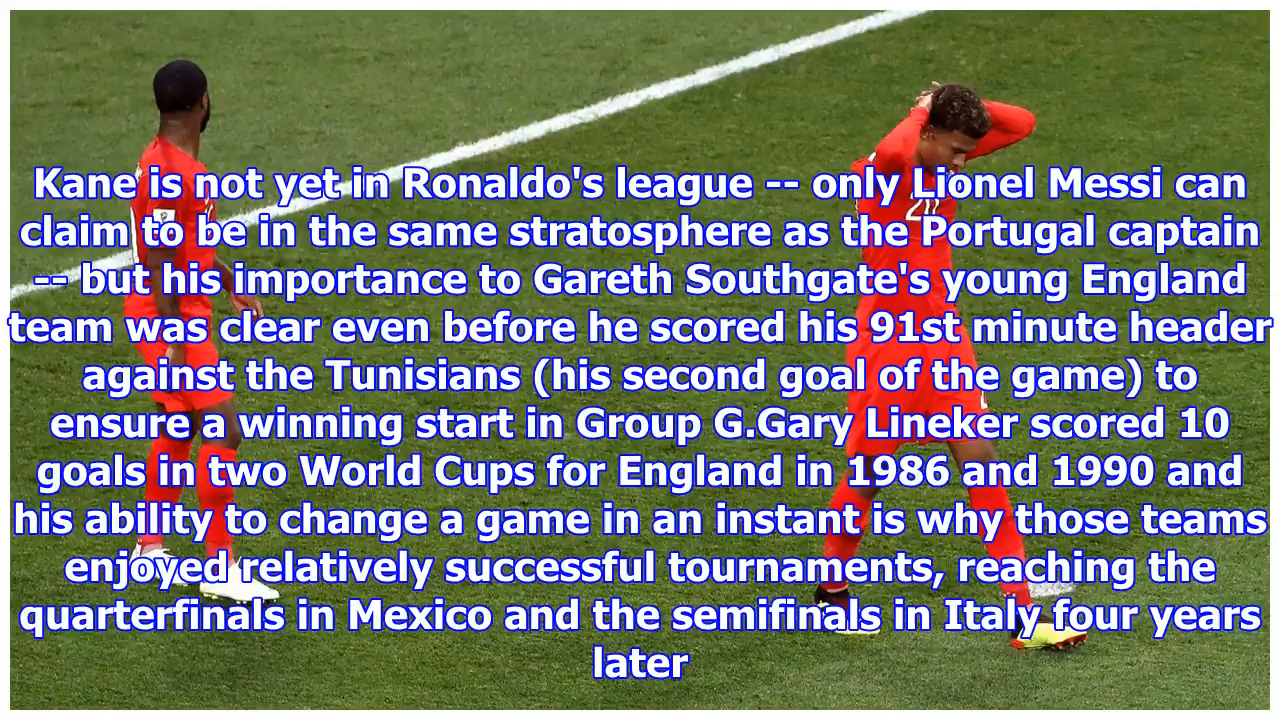 Kane is not yet in Ronaldo's league -- only Lionel Messi can
claim to be in the same stratosphere as the Portugal captain
-- but his importance to Gareth Southgate's young England
team was clear even before he scored his 91st minute header
against the Tunisians (his second goal of the game) to
ensure a winning start in Group G.Gary Lineker scored 10
goals in two World Cups for England in 1986 and 1990 and
his ability to change a game in an instant is why those teams
enjoyed relatively successful tournaments, reaching the
quarterfinals in Mexico and the semifinals in Italy four years
later
20